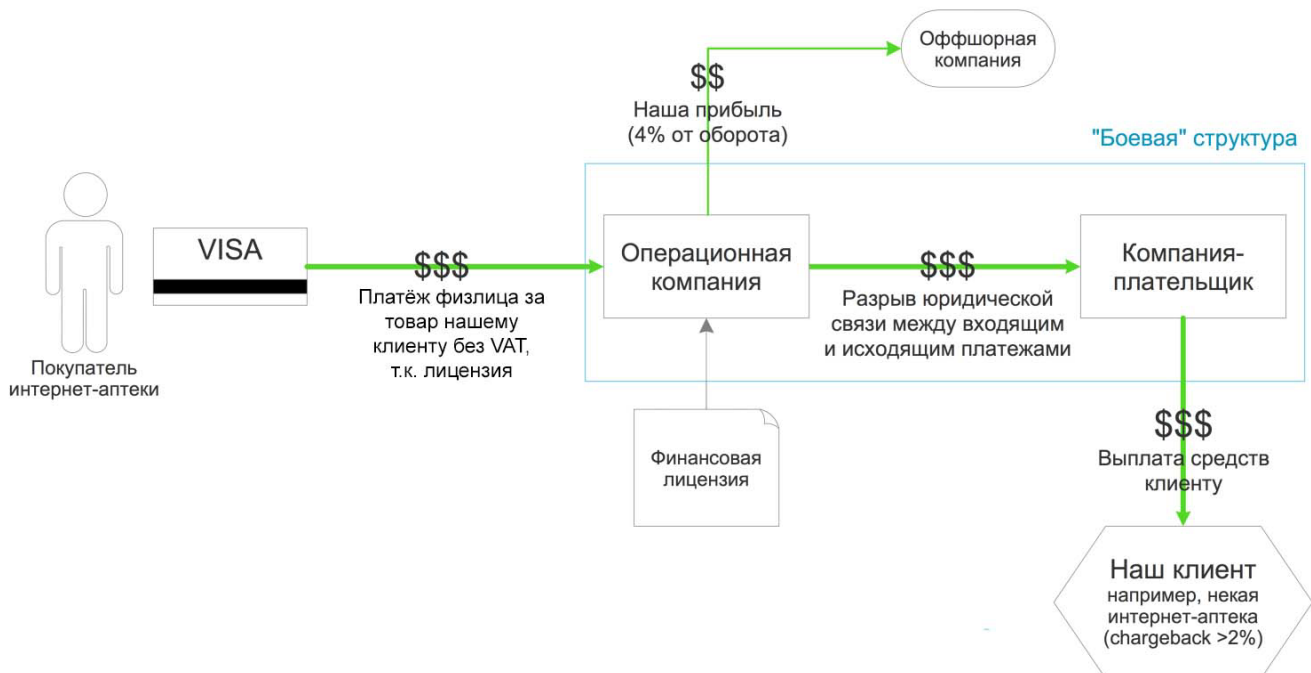 Оффшорная
компания
$$
Наша прибыль
(4% от оборота)
"Боевая" структура
VISA
$$$
Платёж физлица за
товар нашему
клиенту без VAT,
т.к. лицензия
Операционная
компания
$$$
Разрыв юридической
связи между входящим
и исходящим платежами
Компания-
плательщик
Покупатель
интернет-аптеки
Финансовая
лицензия
$$$
Выплата средств
клиенту
Наш клиент
например, некая
интернет-аптека
(chargeback >2%)